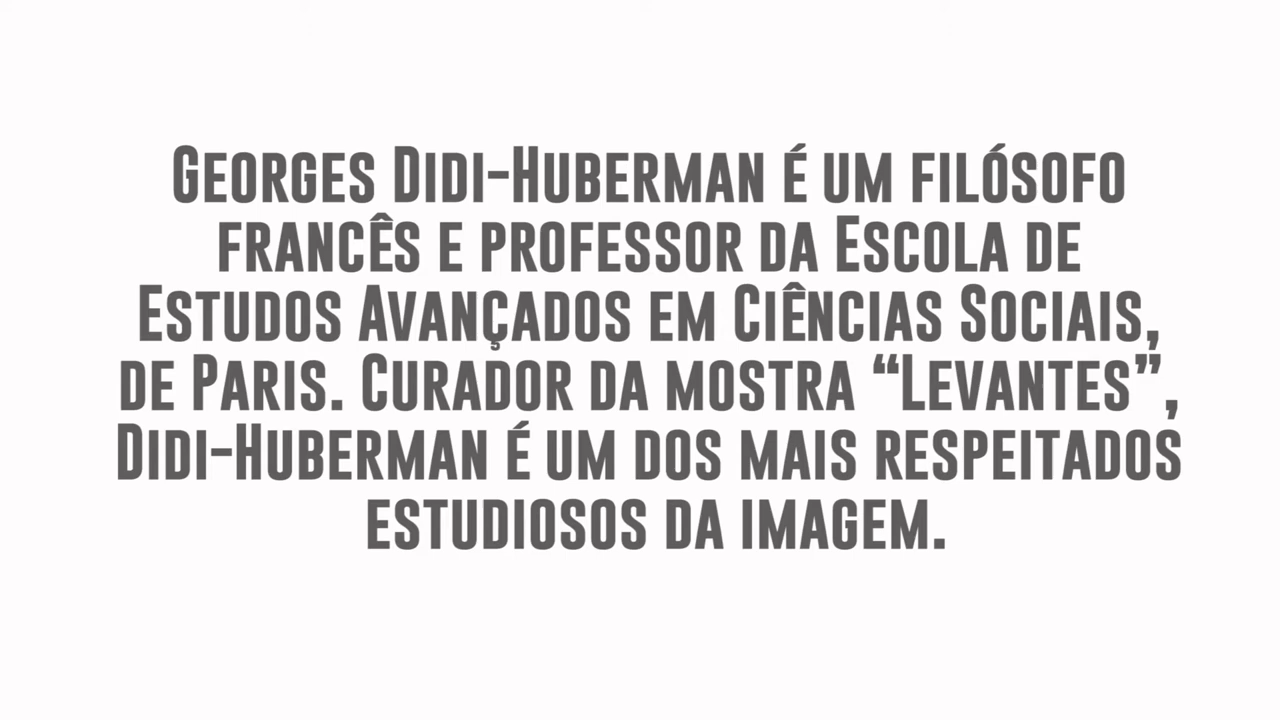 Georges Didi-Huberman é um filósofo
francês e professor da Escola de
Estudos Avançados em Ciências Sociais,
de Paris. Curador da mostra “Levantes”,
Didi-Huberman é um dos mais respeitados
estudiosos da imagem.